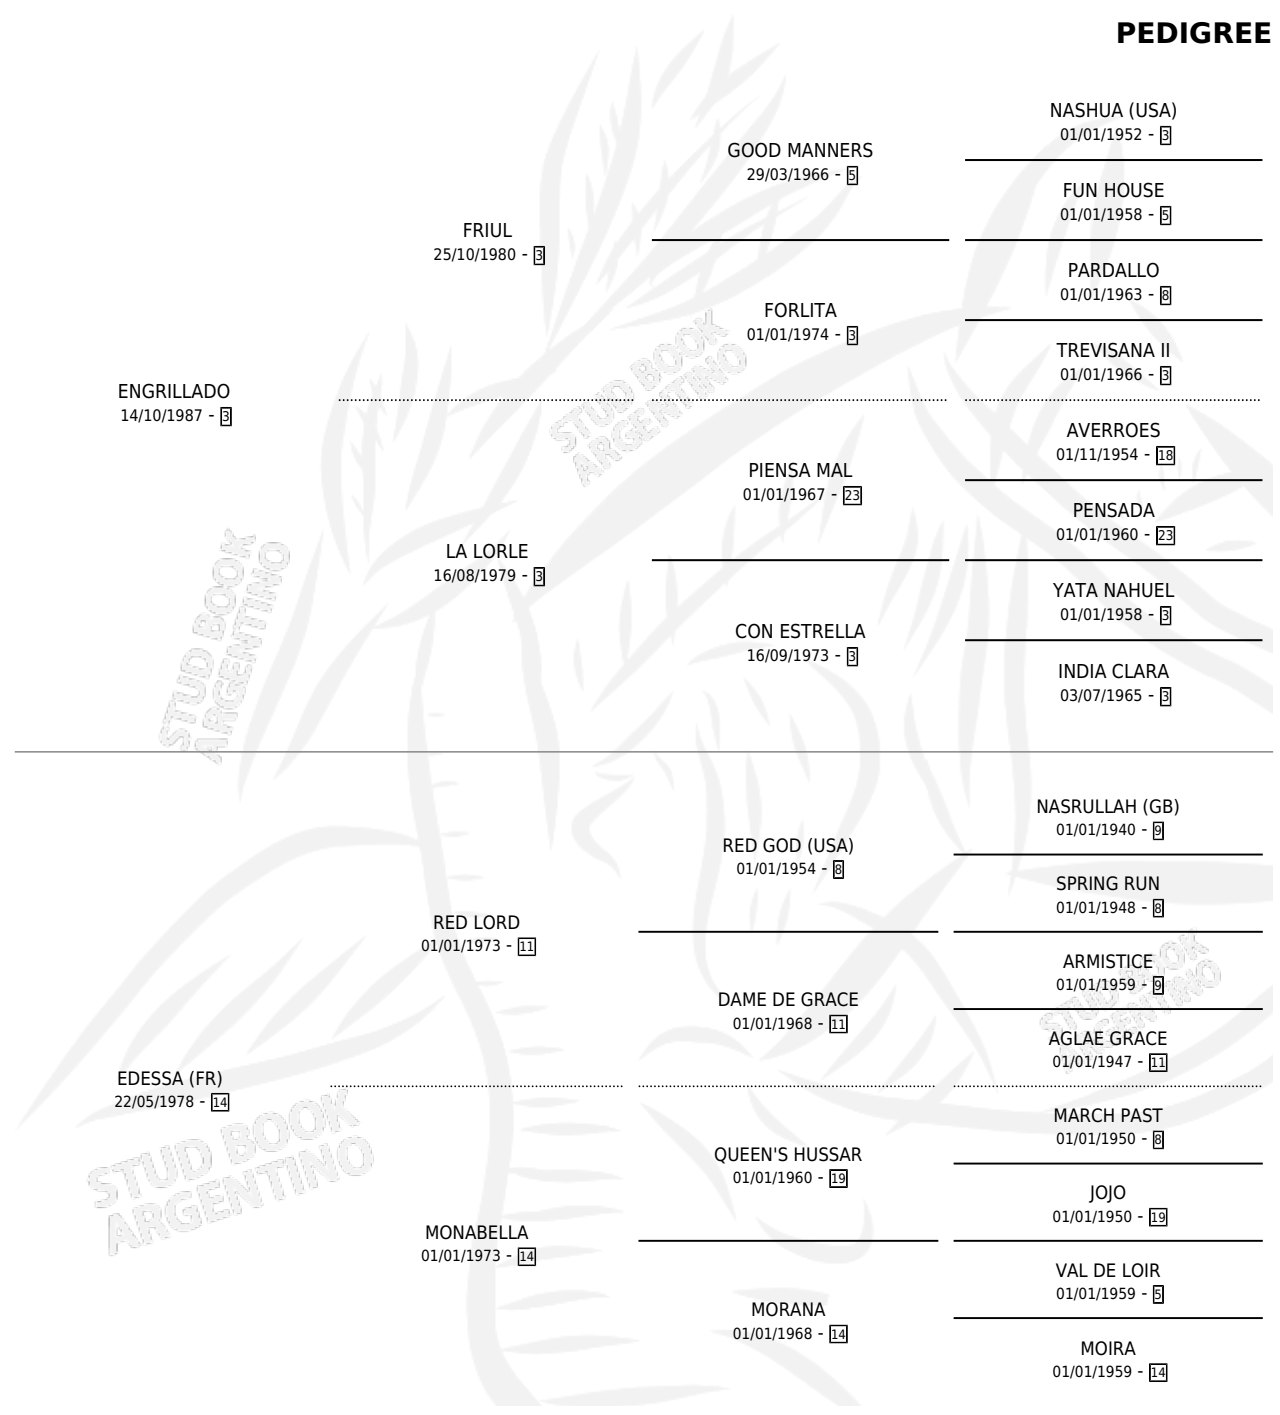 PEDIGREE
NASHUA (USA)
01/01/1952 - 3
GOOD MANNERS
29/03/1966 - 5
FUN HOUSE
01/01/1958 - 5
FRIUL
25/10/1980 - 3
PARDALLO
01/01/1963 - 8
FORLITA
01/01/1974 - 3
TREVISANA II
01/01/1966 - 3
ENGRILLADO
14/10/1987 - 3
AVERROES
01/11/1954 - 18
PIENSA MAL
01/01/1967 - 23
PENSADA
01/01/1960 - 23
LA LORLE
16/08/1979 - 3
YATA NAHUEL
01/01/1958 - 3
CON ESTRELLA
16/09/1973 - 3
INDIA CLARA
03/07/1965 - 3
NASRULLAH (GB)
01/01/1940 - 9
RED GOD (USA)
01/01/1954 - 8
SPRING RUN
01/01/1948 - 8
RED LORD
01/01/1973 - 11
ARMISTICE
01/01/1959 - 9
DAME DE GRACE
01/01/1968 - 11
AGLAE GRACE
01/01/1947 - 11
EDESSA (FR)
22/05/1978 - 14
MARCH PAST
01/01/1950 - 8
QUEEN'S HUSSAR
01/01/1960 - 19
JOJO
01/01/1950 - 19
MONABELLA
01/01/1973 - 14
VAL DE LOIR
01/01/1959 - 5
MORANA
01/01/1968 - 14
MOIRA
01/01/1959 - 14
STUD BOOK
ARGENTINO
STUD BOOK
ARGENTINO
STUD BOOK
ARGENTINO
STUD BOOK
ARGENTINO